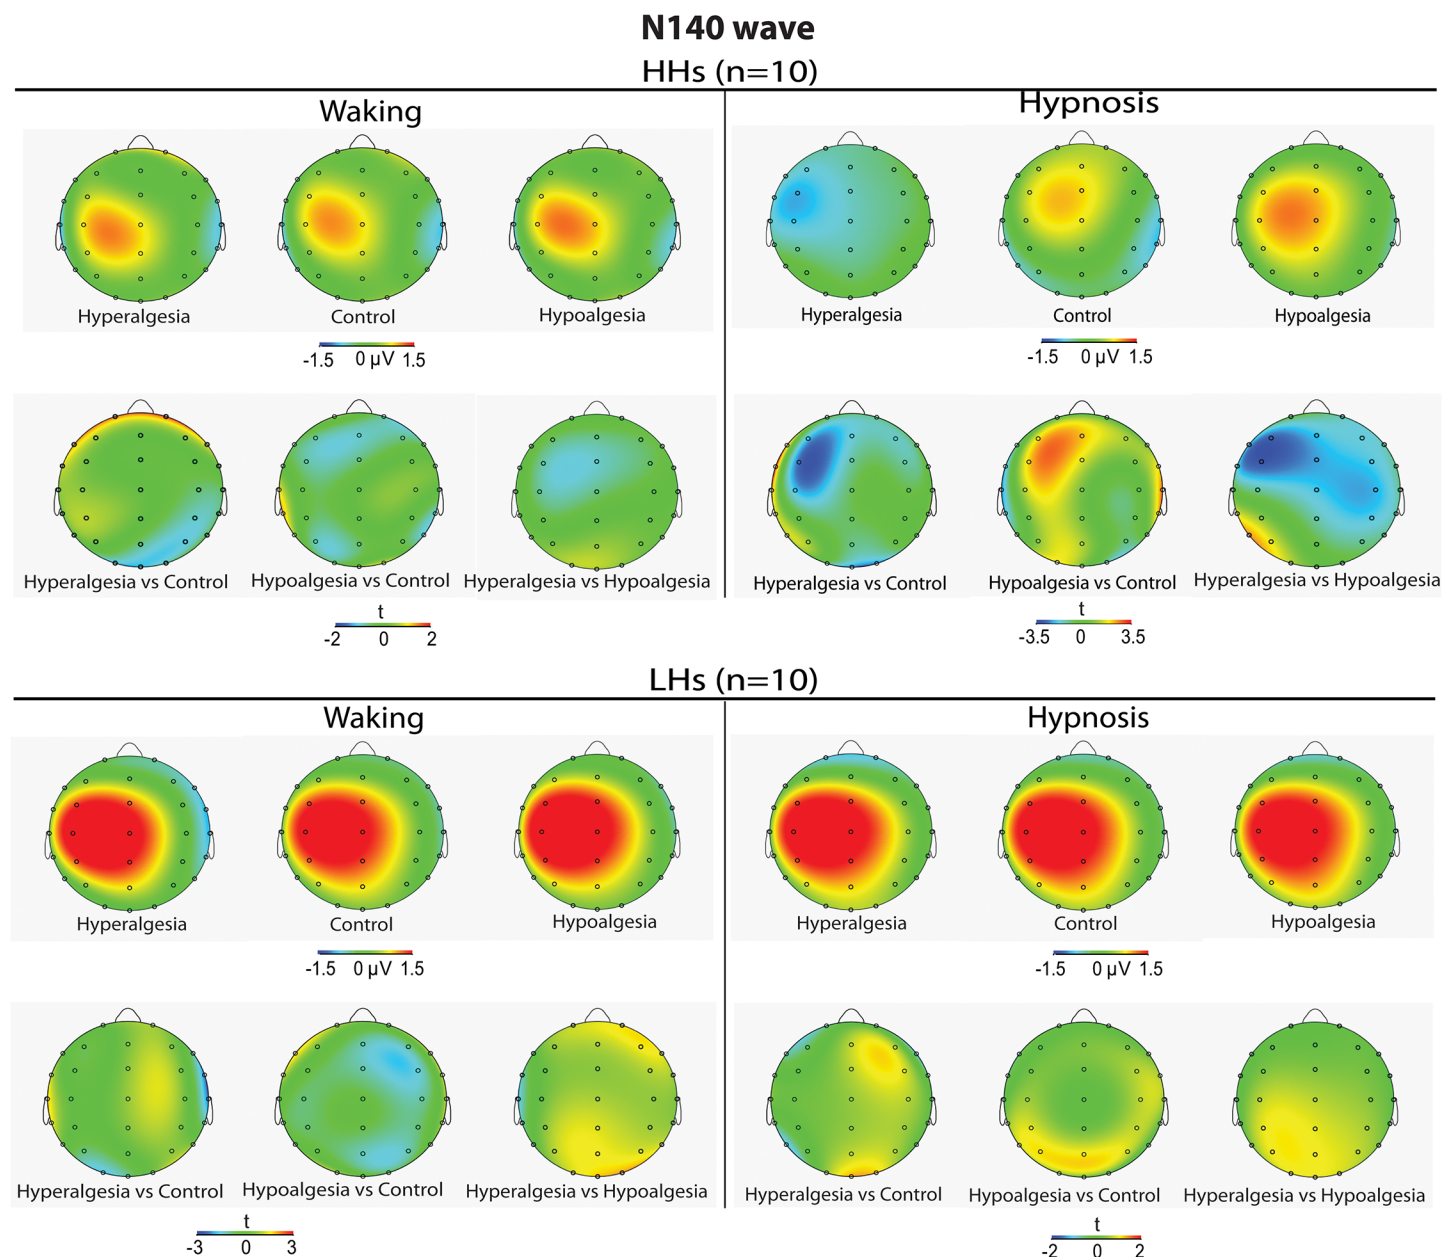 N140 wave
HHs (n=10)
Waking
Hypnosis
Hyperalgesia
Control
Hypoalgesia
Hyperalgesia
Control
Hypoalgesia
-1.5 0 µV 1.5
-1.5 0 µV 1.5
Hyperalgesia vs Control
Hypoalgesia vs Control
Hyperalgesia vs Hypoalgesia
Hyperalgesia vs Control
Hypoalgesia vs Control
Hyperalgesia vs Hypoalgesia
t
-2 0 2
t
-3.5 0 3.5
LHs (n=10)
Waking
Hypnosis
Hyperalgesia
Control
Hypoalgesia
Hyperalgesia
Control
Hypoalgesia
-1.5 0 µV 1.5
-1.5 0 µV 1.5
Hyperalgesia vs Control
Hypoalgesia vs Control
Hyperalgesia vs Hypoalgesia
Hyperalgesia vs Control
Hypoalgesia vs Control
Hyperalgesia vs Hypoalgesia
t
-3 0 3
t
-2 0 2